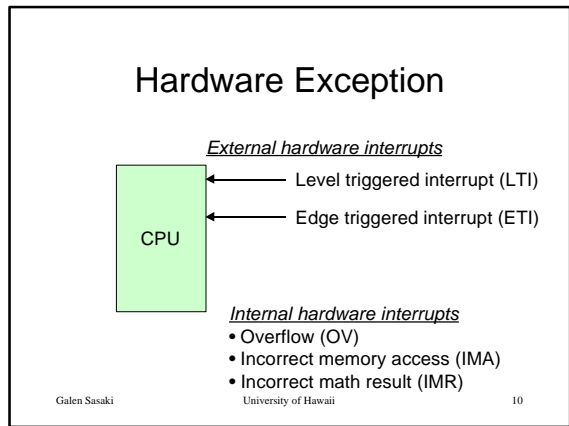 Hardware Exception
External hardware interrupts
Level triggered interrupt (LTI)
Edge triggered interrupt (ETI)
CPU
Internal hardware interrupts
• Overflow (OV)
• Incorrect memory access (IMA)
• Incorrect math result (IMR)
Galen Sasaki University of Hawaii 10